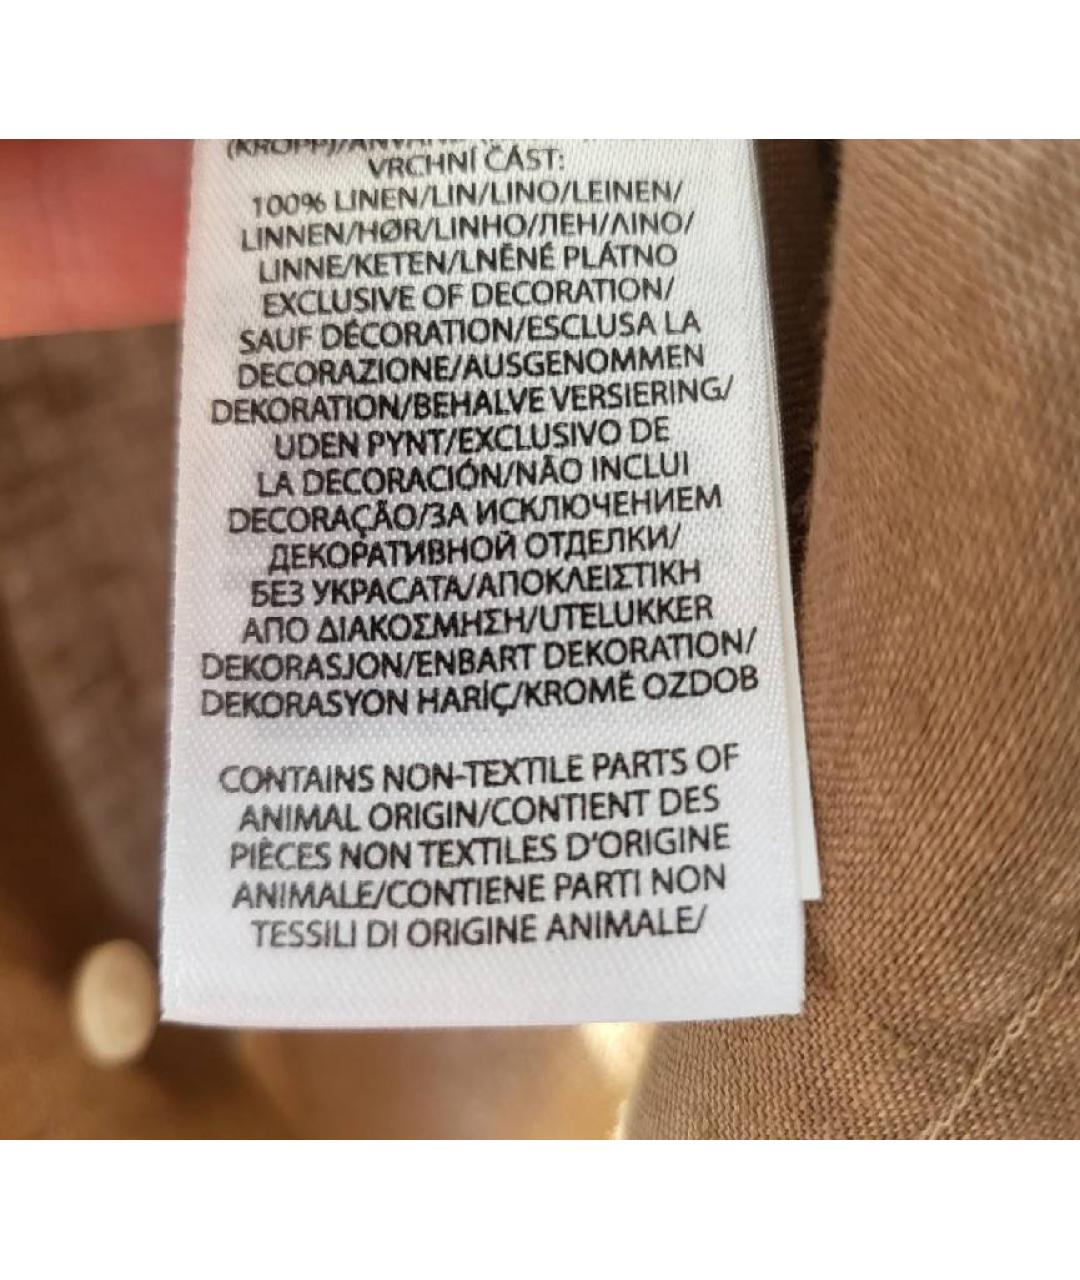 (KROPP)/
VRCHNÍ ČÁST:
100% LINEN/LIN/LINO/LEINEN/
LINNEN/HØR/LINHO/ЛЕН/ΛΙΝΟ/
LINNE/KETEN/LNĚNÉ PLÁTNO
EXCLUSIVE OF DECORATION/
SAUF DÉCORATION/ESCLUSA LA
DECORAZIONE/AUSGENOMMEN
DEKORATION/BEHALVE VERSIERING/
UDEN PYNT/EXCLUSIVO DE
LA DECORACIÓN/NÃO INCLUI
DECORAÇÃO/ЗА ИСКЛЮЧЕНИЕМ
ДЕКОРАТИВНОЙ ОТДЕЛКИ/
БЕЗ УКРАСАТА/ΑΠΟΚΛΕΙΣΤΙΚΗ
ΑΠΟ ΔΙΑΚΟΣΜΗΣΗ/UTELUKKER
DEKORASJON/ENBART DEKORATION/
DEKORASYON HARİÇ/KROMĚ OZDOB
CONTAINS NON-TEXTILE PARTS OF
ANIMAL ORIGIN/CONTIENT DES
PIÈCES NON TEXTILES D'ORIGINE
ANIMALE/CONTIENE PARTI NON
TESSILI DI ORIGINE ANIMALE/